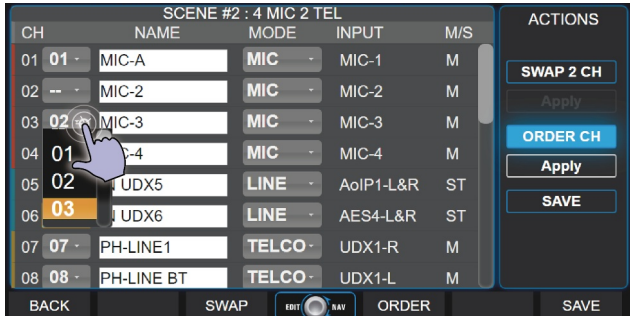 SCENE #2 : 4 MIC 2 TEL
CH NAME MODE INPUT M/S
01 01 MIC-A MIC MIC-1 M
02 -- MIC-2 MIC MIC-2 M
03 02 MIC-3 MIC MIC-3 M
04 01 C-4 MIC MIC-4 M
05 02 UDX5 LINE AoIP1-L&R ST
06 03 UDX6 LINE AES4-L&R ST
07 07 PH-LINE1 TELCO UDX1-R M
08 08 PH-LINE BT TELCO UDX1-L M
ACTIONS
SWAP 2 CH
Apply
ORDER CH
Apply
SAVE
BACK SWAP EDIT NAV ORDER SAVE